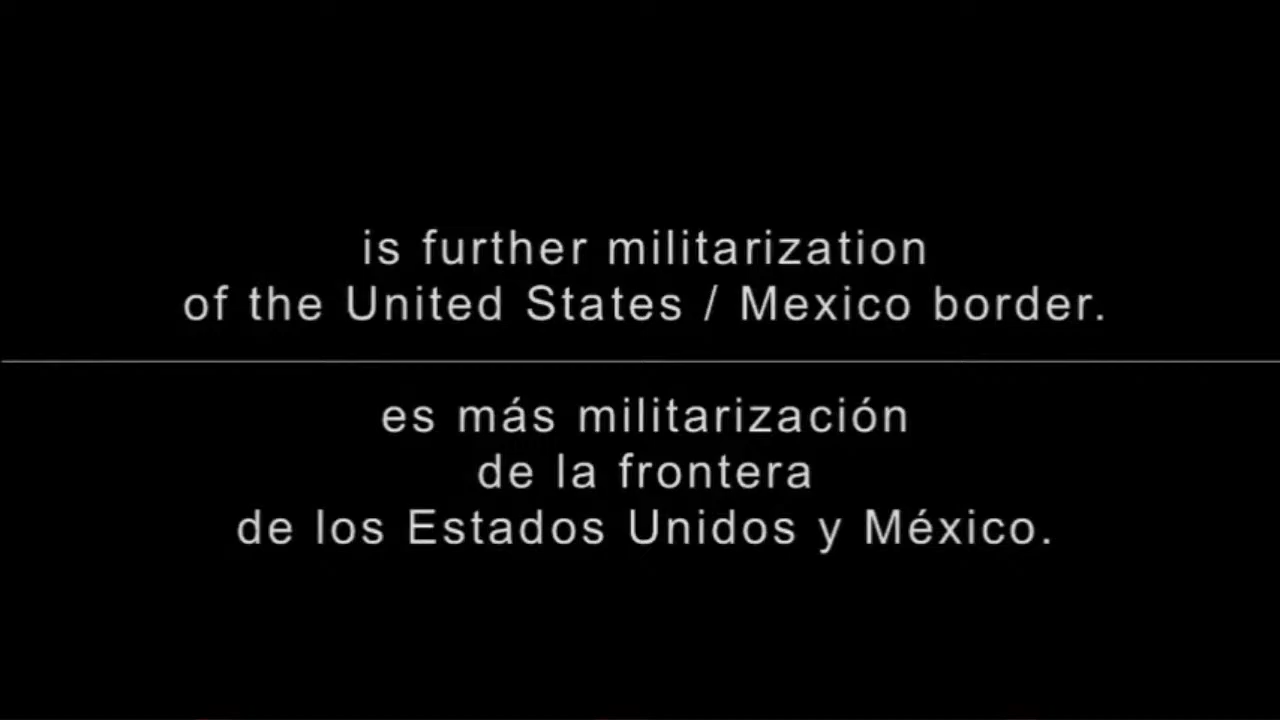 is further militarization
of the United States / Mexico border.
es más militarización
de la frontera
de los Estados Unidos y México.